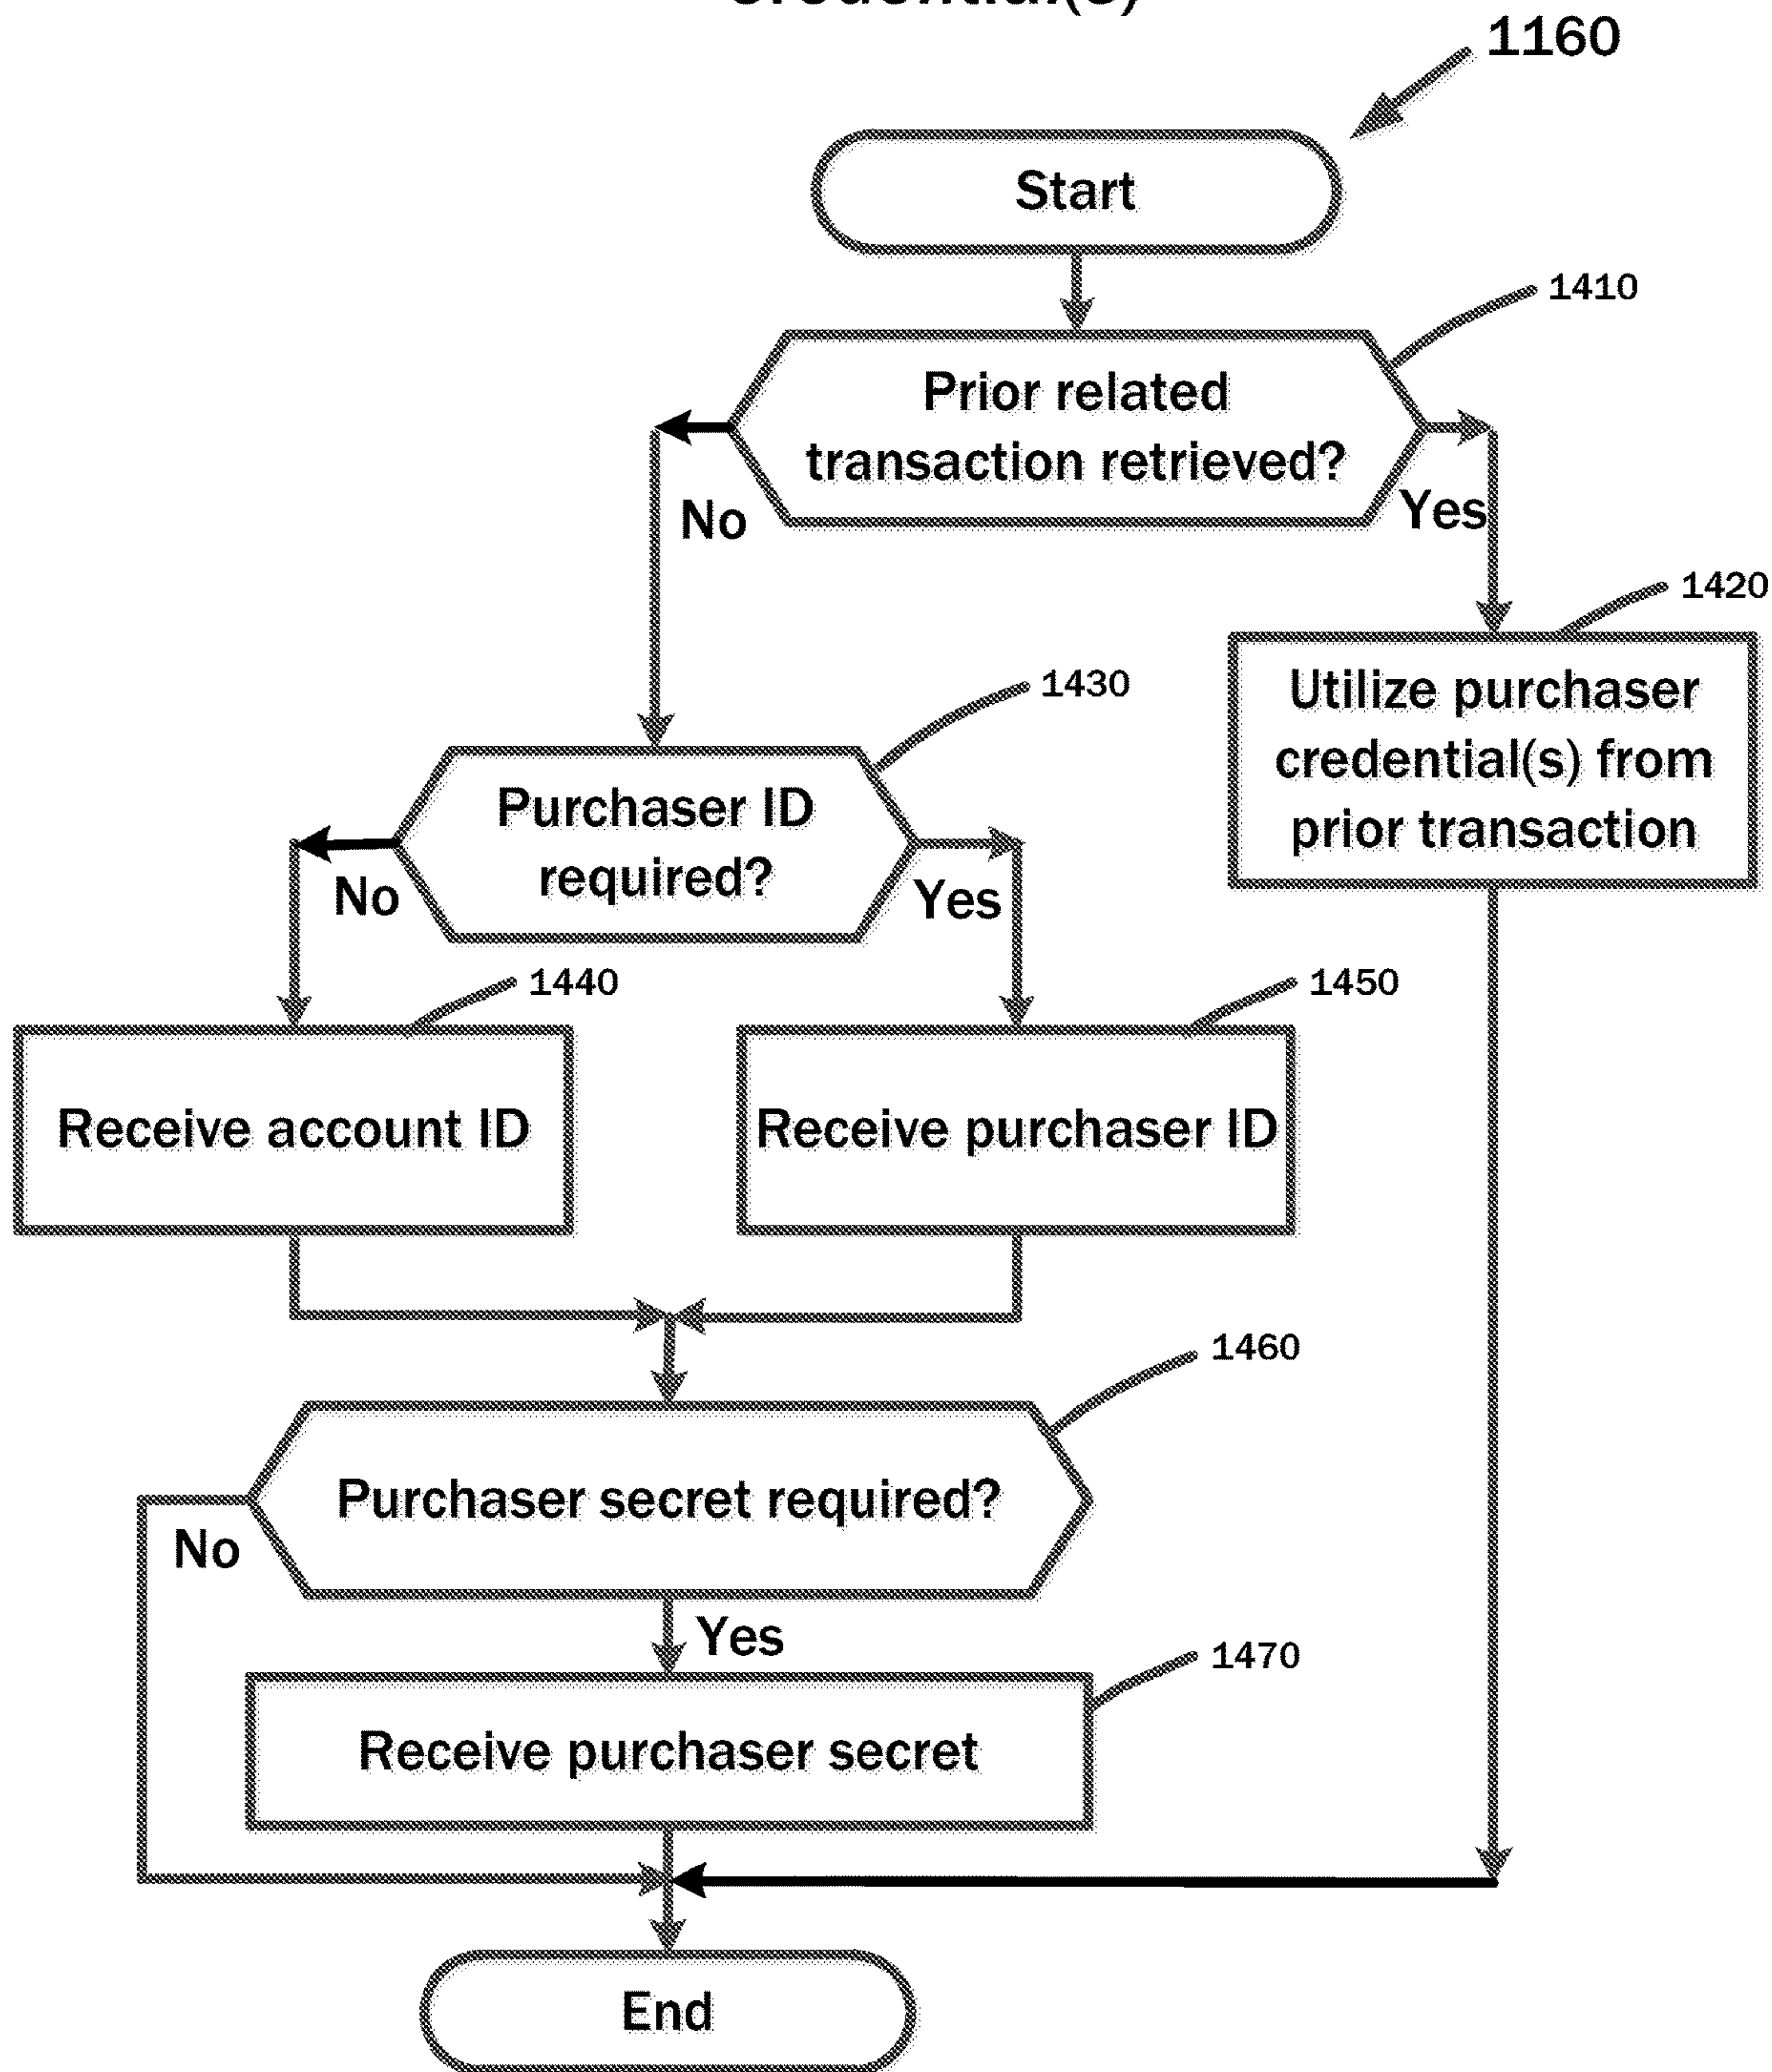 1160
Start
1410
Prior related
transaction retrieved?
No
Yes
1420
Utilize purchaser
credential(s) from
prior transaction
1430
Purchaser ID
required?
No
Yes
1440
Receive account ID
1450
Receive purchaser ID
1460
Purchaser secret required?
No
Yes
1470
Receive purchaser secret
End